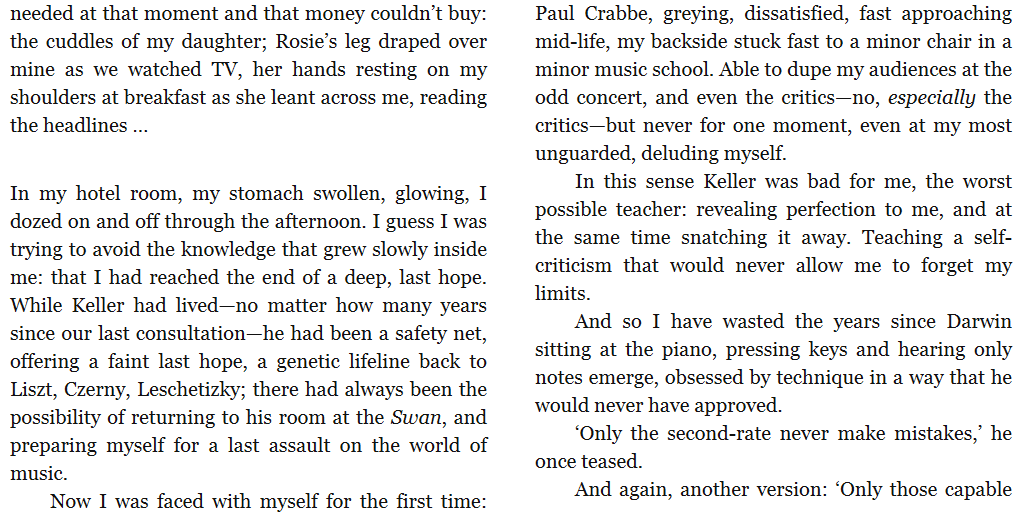 needed at that moment and that money couldn’t buy:
the cuddles of my daughter; Rosie’s leg draped over
mine as we watched TV, her hands resting on my
shoulders at breakfast as she leant across me, reading
the headlines ...
In my hotel room, my stomach swollen, glowing, I
dozed on and off through the afternoon. I guess I was
trying to avoid the knowledge that grew slowly inside
me: that I had reached the end of a deep, last hope.
While Keller had lived—no matter how many years
since our last consultation—he had been a safety net,
offering a faint last hope, a genetic lifeline back to
Liszt, Czerny, Leschetizky; there had always been the
possibility of returning to his room at the Swan, and
preparing myself for a last assault on the world of
music.
Now I was faced with myself for the first time:
Paul Crabbe, greying, dissatisfied, fast approaching
mid-life, my backside stuck fast to a minor chair in a
minor music school. Able to dupe my audiences at the
odd concert, and even the critics—no, especially the
critics—but never for one moment, even at my most
unguarded, deluding myself.
In this sense Keller was bad for me, the worst
possible teacher: revealing perfection to me, and at
the same time snatching it away. Teaching a self-
criticism that would never allow me to forget my
limits.
And so I have wasted the years since Darwin
sitting at the piano, pressing keys and hearing only
notes emerge, obsessed by technique in a way that he
would never have approved.
‘Only the second-rate never make mistakes,’ he
once teased.
And again, another version: ‘Only those capable